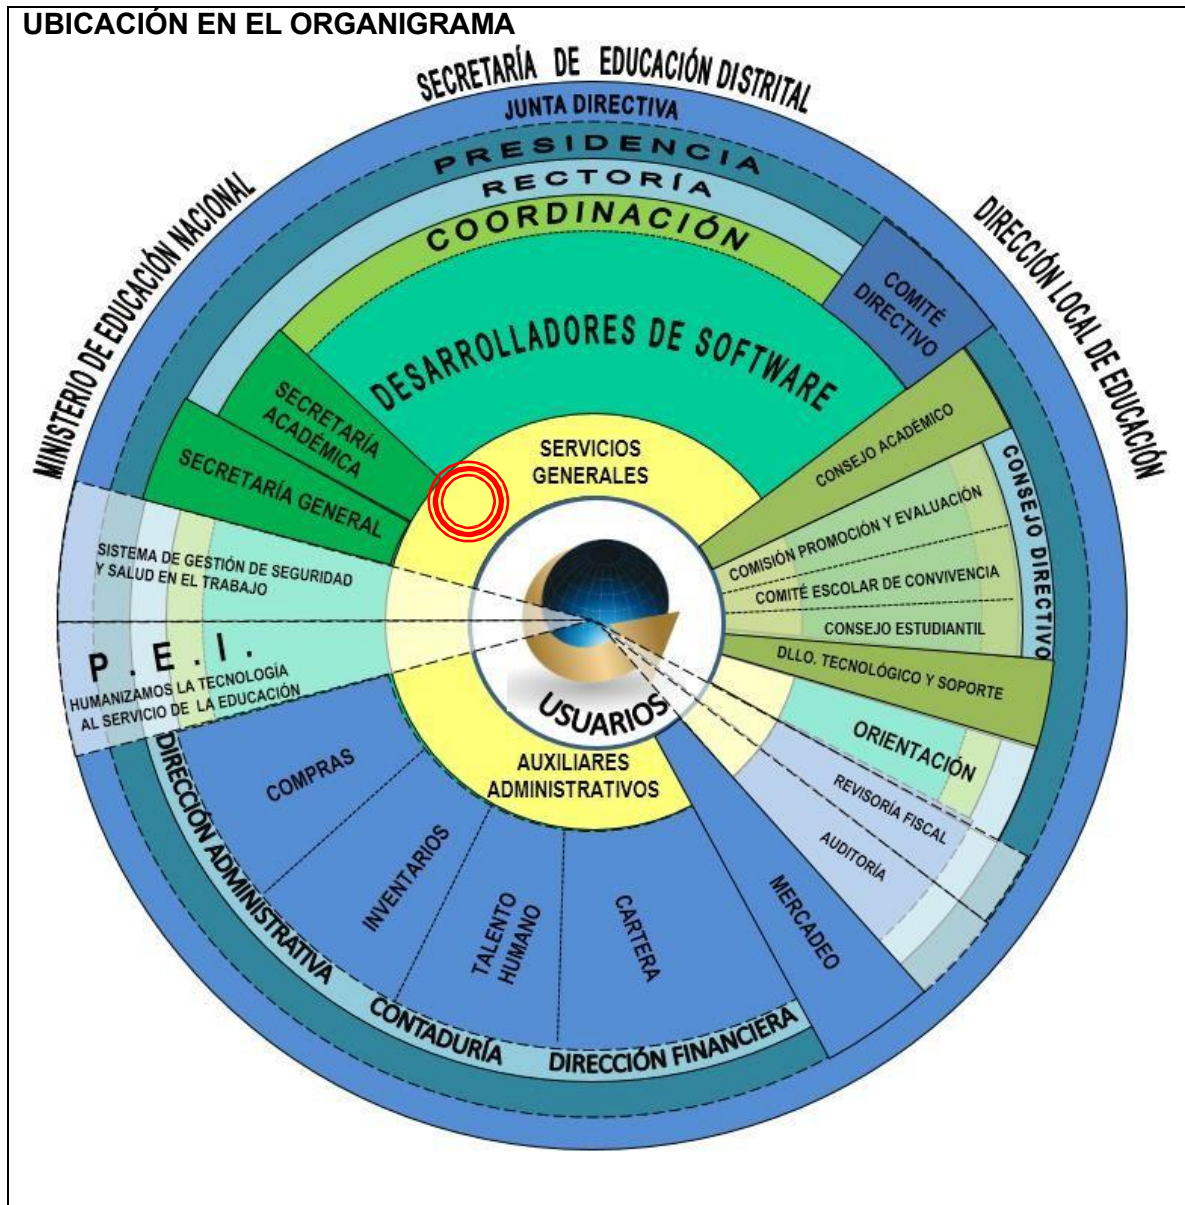 UBICACIÓN EN EL ORGANIGRAMA
SECRETARÍA DE EDUCACIÓN DISTRITAL
MINISTERIO DE EDUCACIÓN NACIONAL
DIRECCIÓN LOCAL DE EDUCACIÓN
JUNTA DIRECTIVA
PRESIDENCIA
RECTORÍA
COORDINACIÓN
DESARROLLADORES DE SOFTWARE
COMITÉ
DIRECTIVO
SECRETARÍA
ACADÉMICA
SECRETARÍA GENERAL
SERVICIOS
GENERALES
CONSEJO ACADÉMICO
CONSEJO DIRECTIVO
COMISIÓN PROMOCIÓN Y EVALUACIÓN
COMITÉ ESCOLAR DE CONVIVENCIA
CONSEJO ESTUDIANTIL
SISTEMA DE GESTIÓN DE SEGURIDAD
Y SALUD EN EL TRABAJO
P.E.I.
HUMANIZAMOS LA TECNOLOGÍA
AL SERVICIO DE LA EDUCACIÓN
DLLO. TECNOLÓGICO Y SOPORTE
ORIENTACIÓN
REVISORÍA FISCAL
AUDITORÍA
USUARIOS
AUXILIARES
ADMINISTRATIVOS
COMPRAS
INVENTARIOS
TALENTO
HUMANO
CARTERA
MERCADEO
DIRECCIÓN ADMINISTRATIVA
CONTADURÍA
DIRECCIÓN FINANCIERA